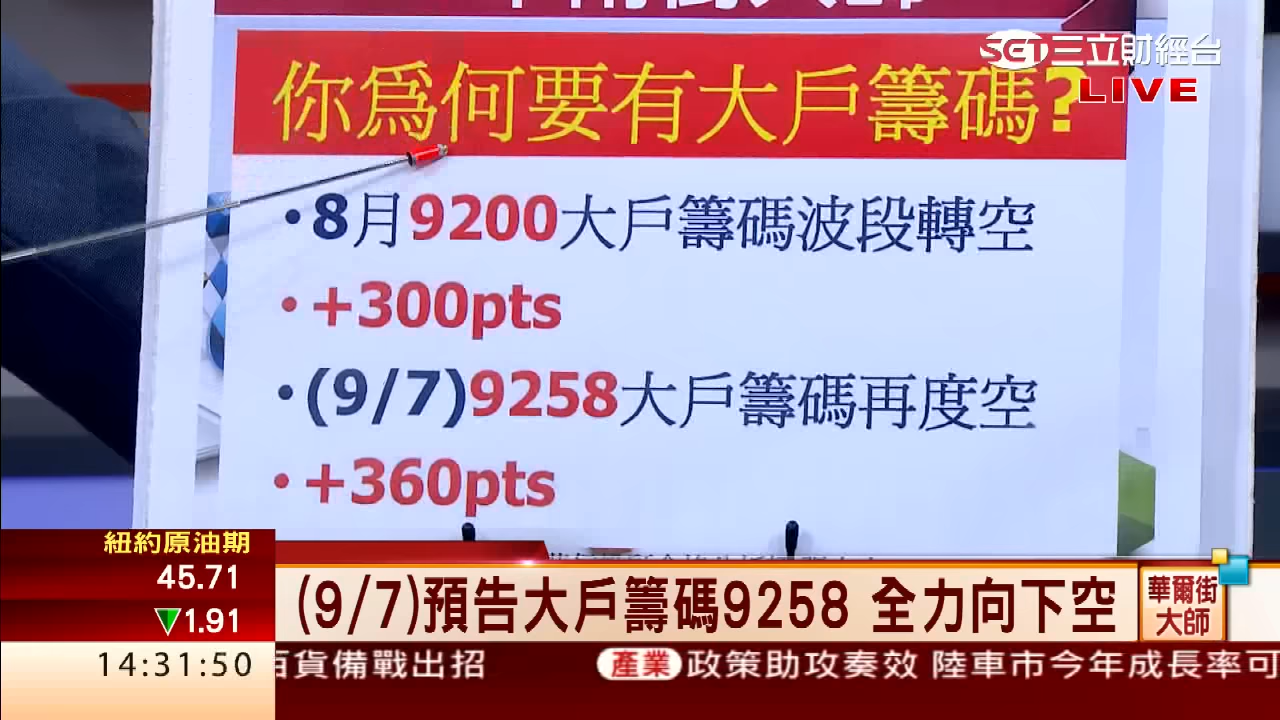 SET三立財經台
LIVE
你爲何要有大戶籌碼?
•8月9200大戶籌碼波段轉空
•+300pts
•(9/7)9258大戶籌碼再度空
•+360pts
紐約原油期
45.71
▼1.91
(9/7)預告大戶籌碼9258 全力向下空
華爾街
大師
14:31:50
百貨備戰出招 產業 政策助攻奏效 陸車市今年成長率可